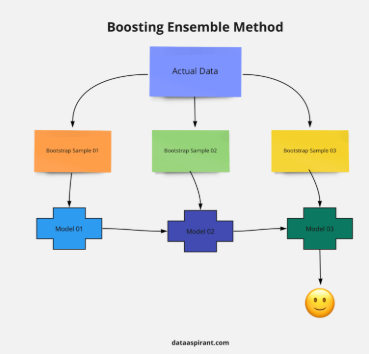 Boosting Ensemble Method
Actual Data
Bootstrap Sample 01
Bootstrap Sample 02
Bootstrap Sample 03
Model 01
Model 02
Model 03
dataaspirant.com